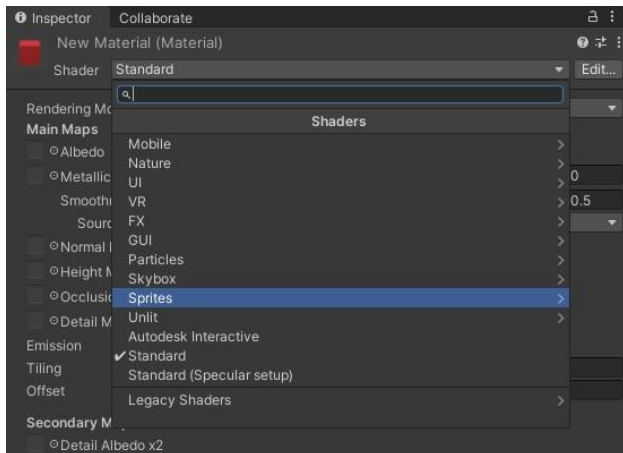 Inspector Collaborate
New Material (Material)
Shader Standard Edit...
Shaders
Rendering Mo
Main Maps
Albedo
Metallic 0
Smooth 0.5
Sourc
Normal
Height M
Occlusi
Detail M
Emission
Tiling
Offset
Secondary M
Detail Albedo x2
Mobile
Nature
UI
VR
FX
GUI
Particles
Skybox
Sprites
Unlit
Autodesk Interactive
Standard
Standard (Specular setup)
Legacy Shaders